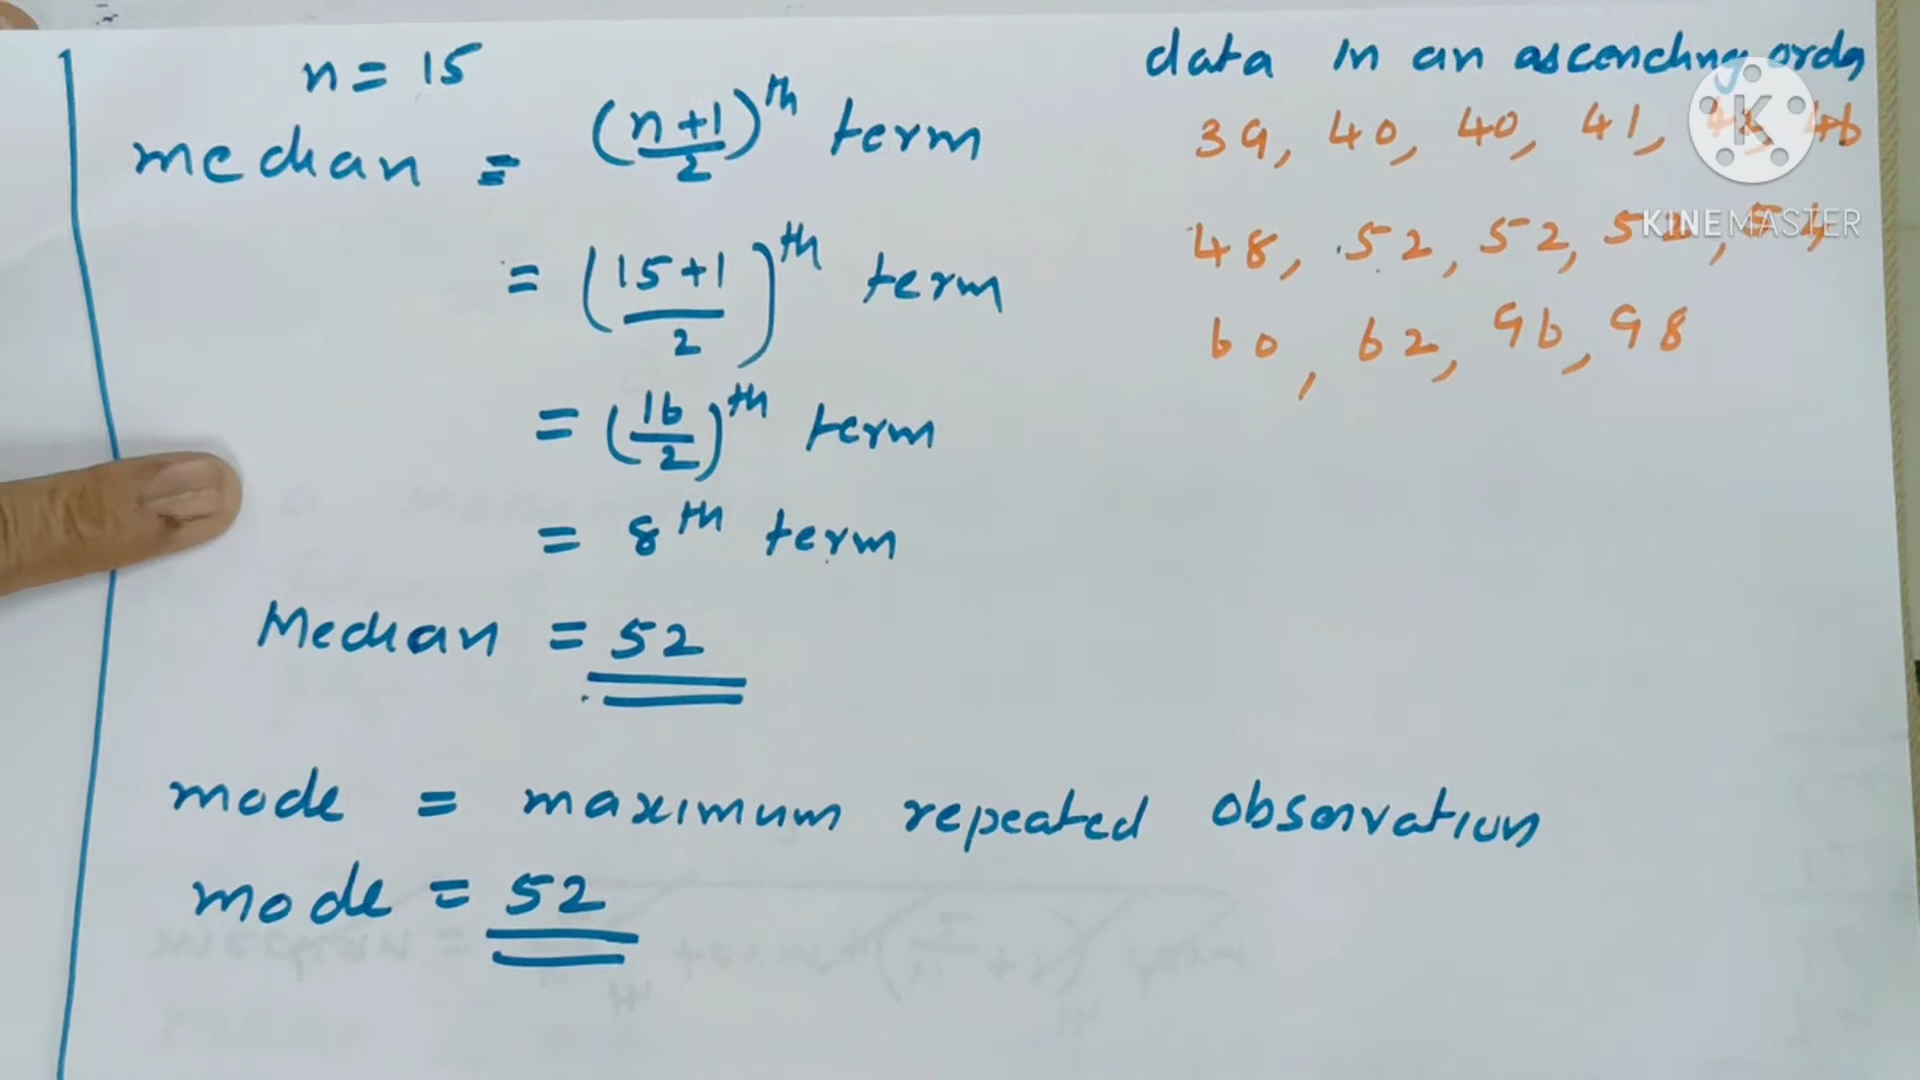 n = 15
median = (n+1/2)th term
= (15+1/2)th term
= (16/2)th term
= 8th term
Median = 52
mode = maximum repeated observation
mode = 52
data in an ascending order
39, 40, 40, 41, 46
48, 52, 52, 52,
60, 62, 96, 98
K
KINEMASTER